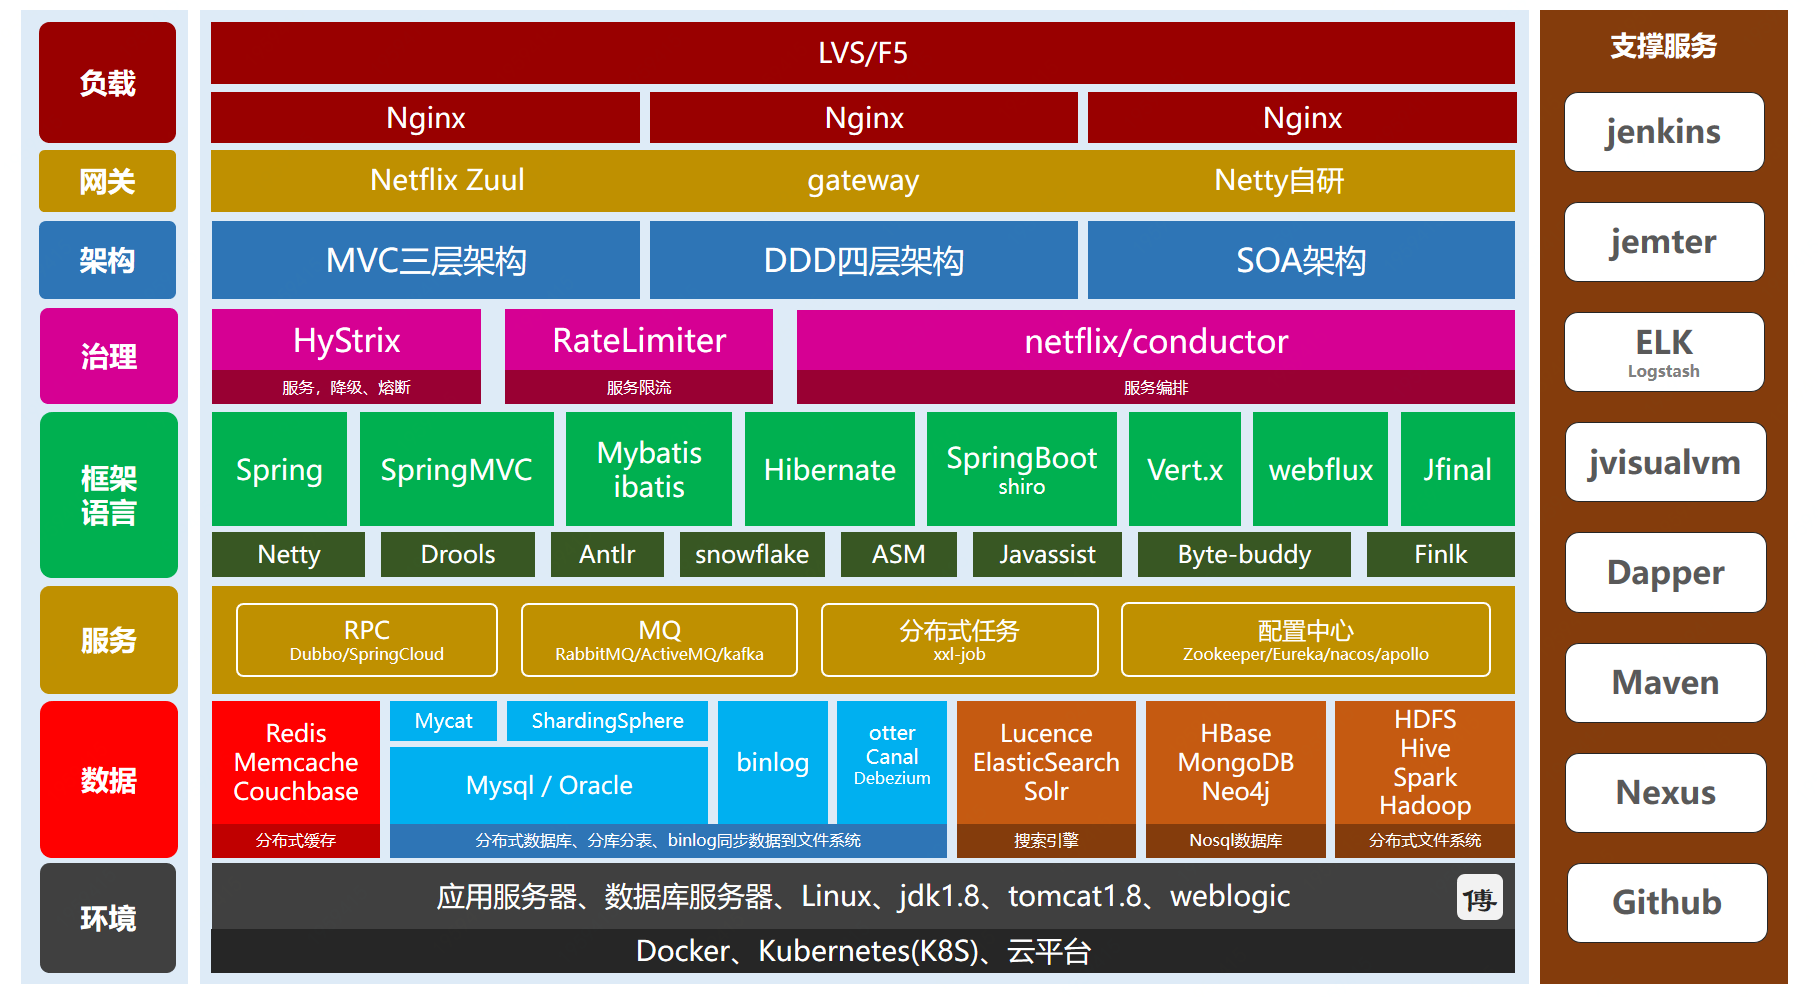 负载
LVS/F5
Nginx
Nginx
Nginx
网关
Netflix Zuul
gateway
Netty自研
架构
MVC三层架构
DDD四层架构
SOA架构
治理
HyStrix
服务，降级、熔断
RateLimiter
服务限流
netflix/conductor
服务编排
框架
语言
Spring
SpringMVC
Mybatis
ibatis
Hibernate
SpringBoot
shiro
Vert.x
webflux
Jfinal
Netty
Drools
Antlr
snowflake
ASM
Javassist
Byte-buddy
Finlk
服务
RPC
Dubbo/SpringCloud
MQ
RabbitMQ/ActiveMQ/kafka
分布式任务
xxl-job
配置中心
Zookeeper/Eureka/nacos/apollo
数据
Redis
Memcache
Couchbase
分布式缓存
Mycat
ShardingSphere
Mysql / Oracle
binlog
otter
Canal
Debezium
分布式数据库、分库分表、binlog同步数据到文件系统
Lucence
ElasticSearch
Solr
搜索引擎
HBase
MongoDB
Neo4j
Nosql数据库
HDFS
Hive
Spark
Hadoop
分布式文件系统
环境
应用服务器、数据库服务器、Linux、jdk1.8、tomcat1.8、weblogic
傅
Docker、Kubernetes(K8S)、云平台
支撑服务
jenkins
jemter
ELK
Logstash
jvisualvm
Dapper
Maven
Nexus
Github